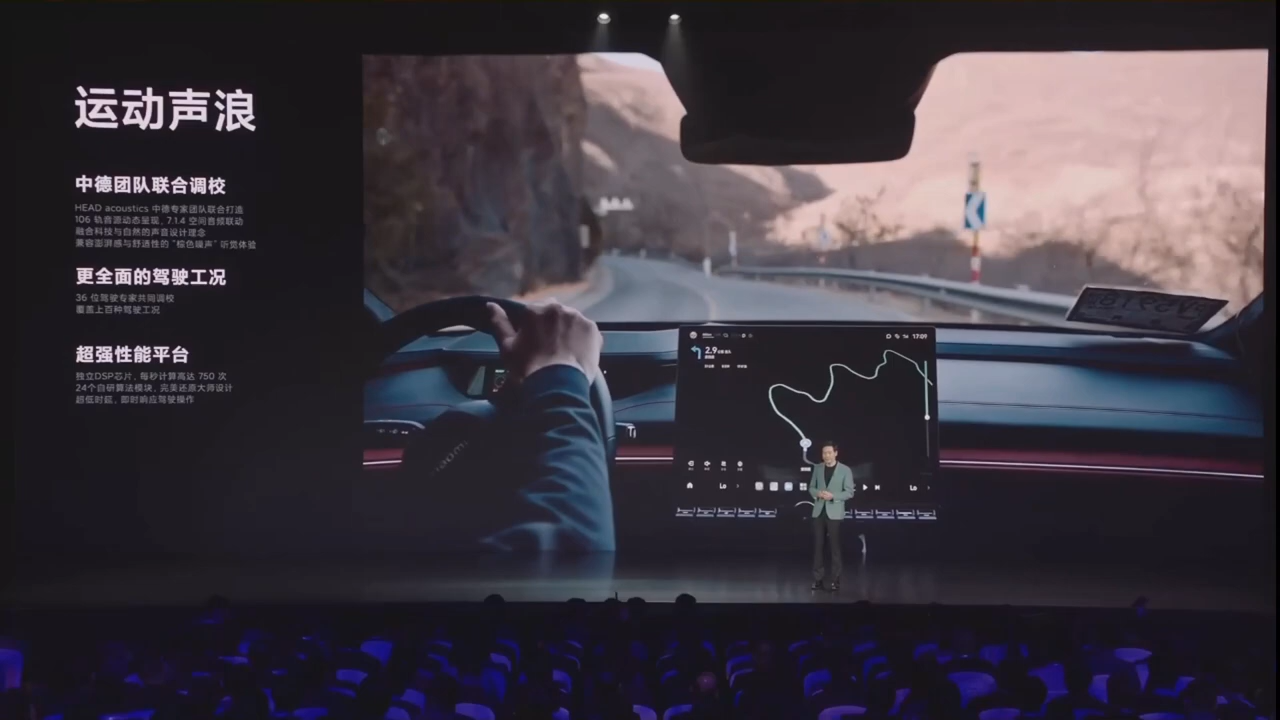 运动声浪
中德团队联合调校
HEAD acoustics 中德专家团队联合打造
106 轨音源动态呈现，7.1.4 空间音频联动
融合科技与自然的声音设计理念
兼容澎湃感与舒适性的“棕色噪声”听觉体验
更全面的驾驶工况
36 位驾驶专家共同调校
覆盖上百种驾驶工况
超强性能平台
独立DSP芯片，每秒计算高达 750 次
24个自研算法模块，完美还原大师设计
超低时延，即时响应驾驶操作
17:09
2.9
Lo
Lo